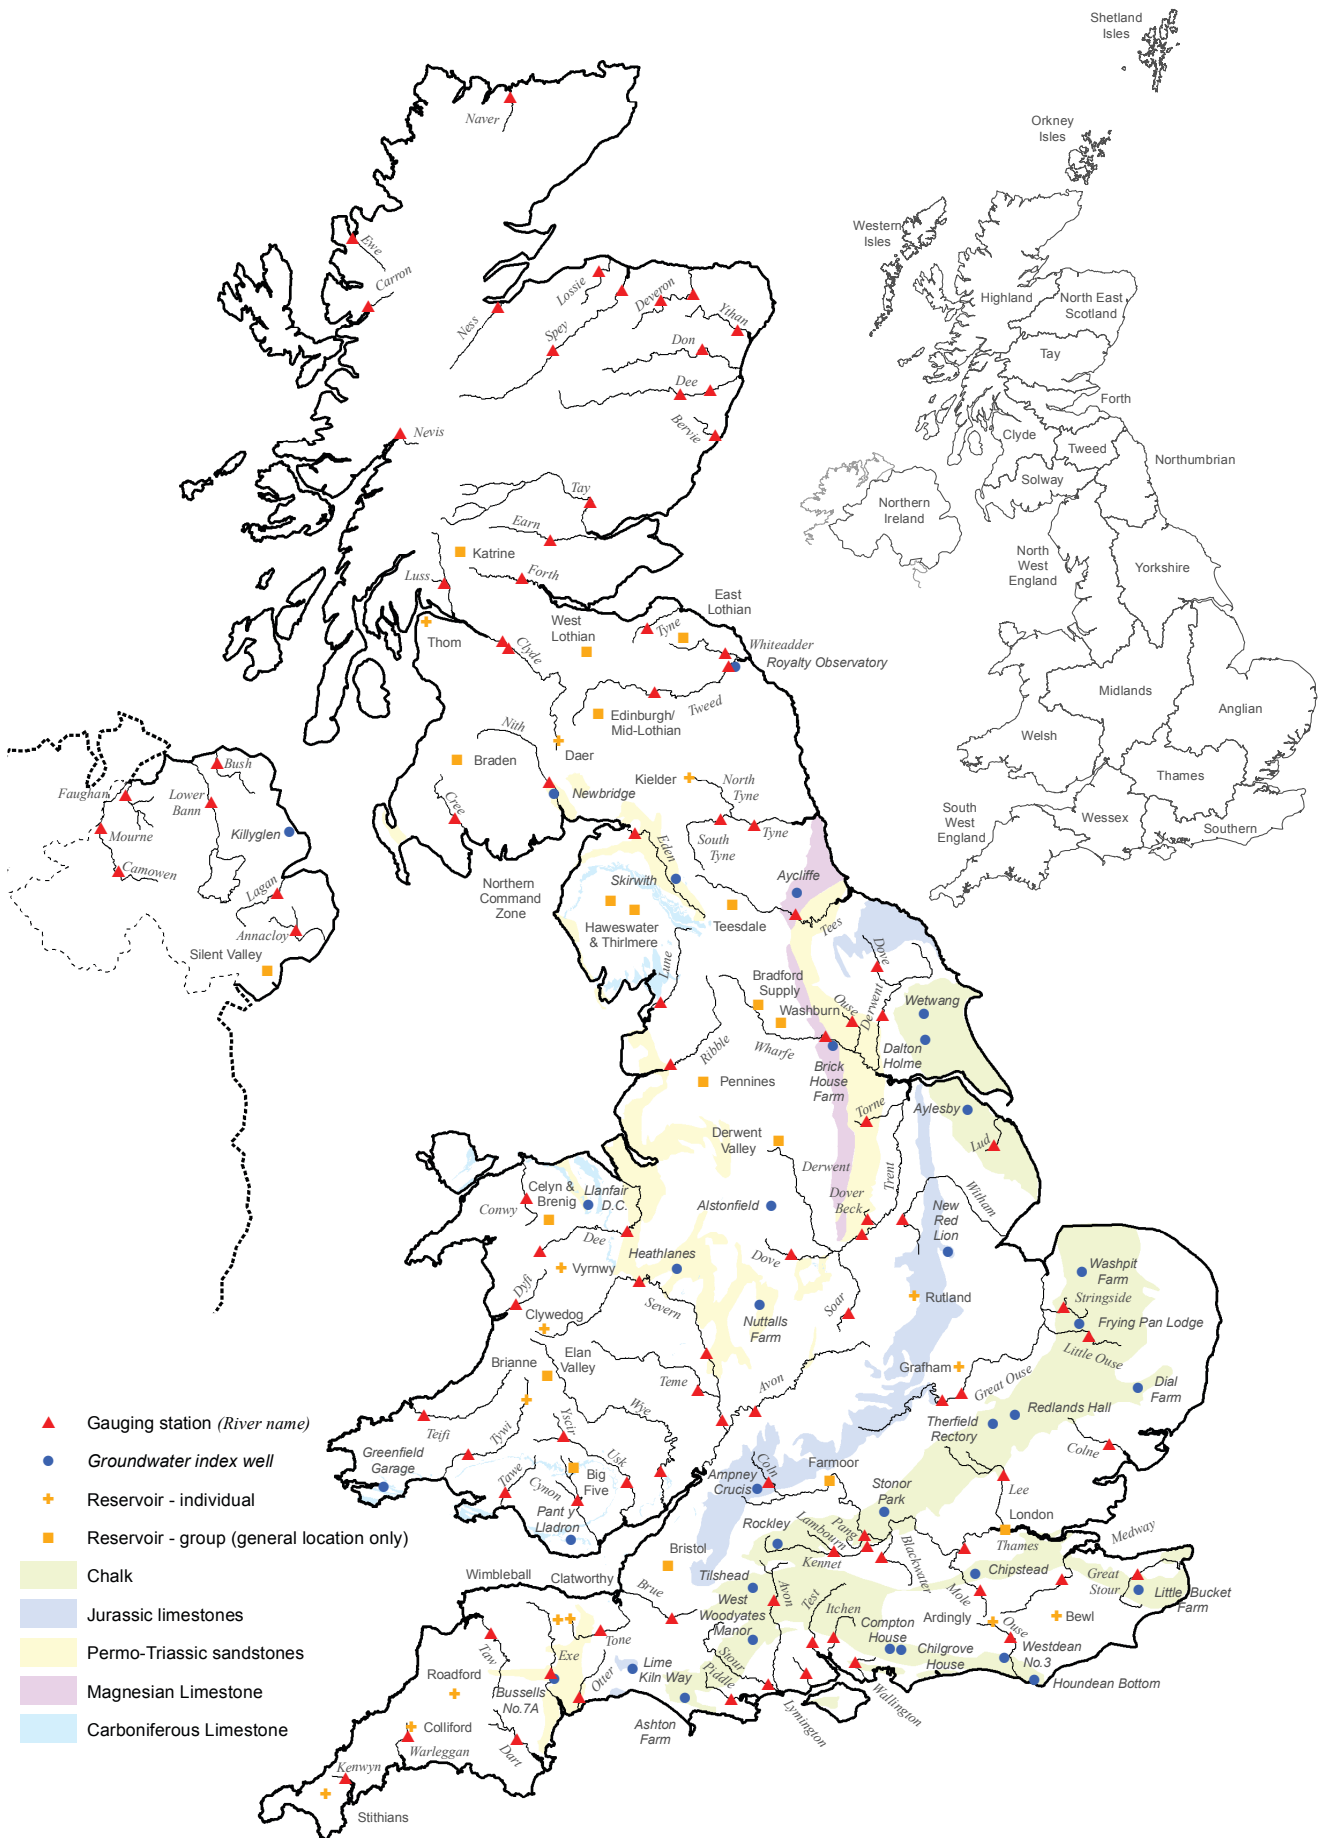 Shetland
Isles
Orkney
Isles
Western
Isles
Highland
North East
Scotland
Tay
Forth
Clyde
Tweed
Northumbrian
Solway
Northern
Ireland
North
West
England
Yorkshire
Midlands
Anglian
Welsh
Thames
South
West
England
Wessex
Southern
Naver
Ewe
Carron
Ness
Lossie
Spey
Deveron
Ythan
Don
Dee
Bervie
Nevis
Tay
Earn
Katrine
Forth
Luss
Thom
Clyde
West
Lothian
East
Lothian
Tyne
Whiteadder
Royalty Observatory
Tweed
Edinburgh/
Mid-Lothian
Nith
Daer
Braden
Newbridge
Cree
Kielder
North
Tyne
South
Tyne
Tyne
Bush
Faughan
Lower
Bann
Mourne
Killyglen
Camowen
Lagan
Annacloy
Silent Valley
Northern
Command
Zone
Eden
Skirwith
Aycliffe
Haweswater
& Thirlmere
Teesdale
Tees
Lune
Dove
Bradford
Supply
Washburn
Ouse
Derwent
Wetwang
Ribble
Wharfe
Dalton
Holme
Brick
House
Farm
Pennines
Torne
Aylesby
Lud
Derwent
Valley
Derwent
Trent
Dover
Beck
Witham
New
Red
Lion
Celyn &
Brenig
Llanfair
D.C.
Conwy
Alstonfield
Dee
Heathlanes
Dove
Vyrnwy
Dyfi
Severn
Clywedog
Nuttalls
Farm
Soar
Rutland
Washpit
Farm
Stringside
Frying Pan Lodge
Little Ouse
Brianne
Elan
Valley
Teme
Avon
Grafham
Great Ouse
Dial
Farm
Redlands Hall
Therfield
Rectory
Colne
Wye
Teifi
Tywi
Yscir
Greenfield
Garage
Tawe
Cynon
Big
Five
Usk
Pant y
Lladron
Ampney
Crucis
Coln
Farmoor
Stonor
Park
Lee
London
Rockley
Lambourn
Pang
Kennet
Blackwater
Thames
Medway
Bristol
Tilshead
Chipstead
Great
Stour
Little Bucket
Farm
Wimbleball
Clatworthy
Brue
West
Woodyates
Manor
Avon
Test
Itchen
Mole
Ardingly
Bewl
Compton
House
Chilgrove
House
Ouse
Westdean
No.3
Houndean Bottom
Taw
Exe
Tone
Roadford
Bussells
No.7A
Otter
Lime
Kiln Way
Stour
Piddle
Ashton
Farm
Lymington
Wallington
Colliford
Warleggan
Dart
Kenwyn
Stithians
Gauging station (River name)
Groundwater index well
Reservoir - individual
Reservoir - group (general location only)
Chalk
Jurassic limestones
Permo-Triassic sandstones
Magnesian Limestone
Carboniferous Limestone